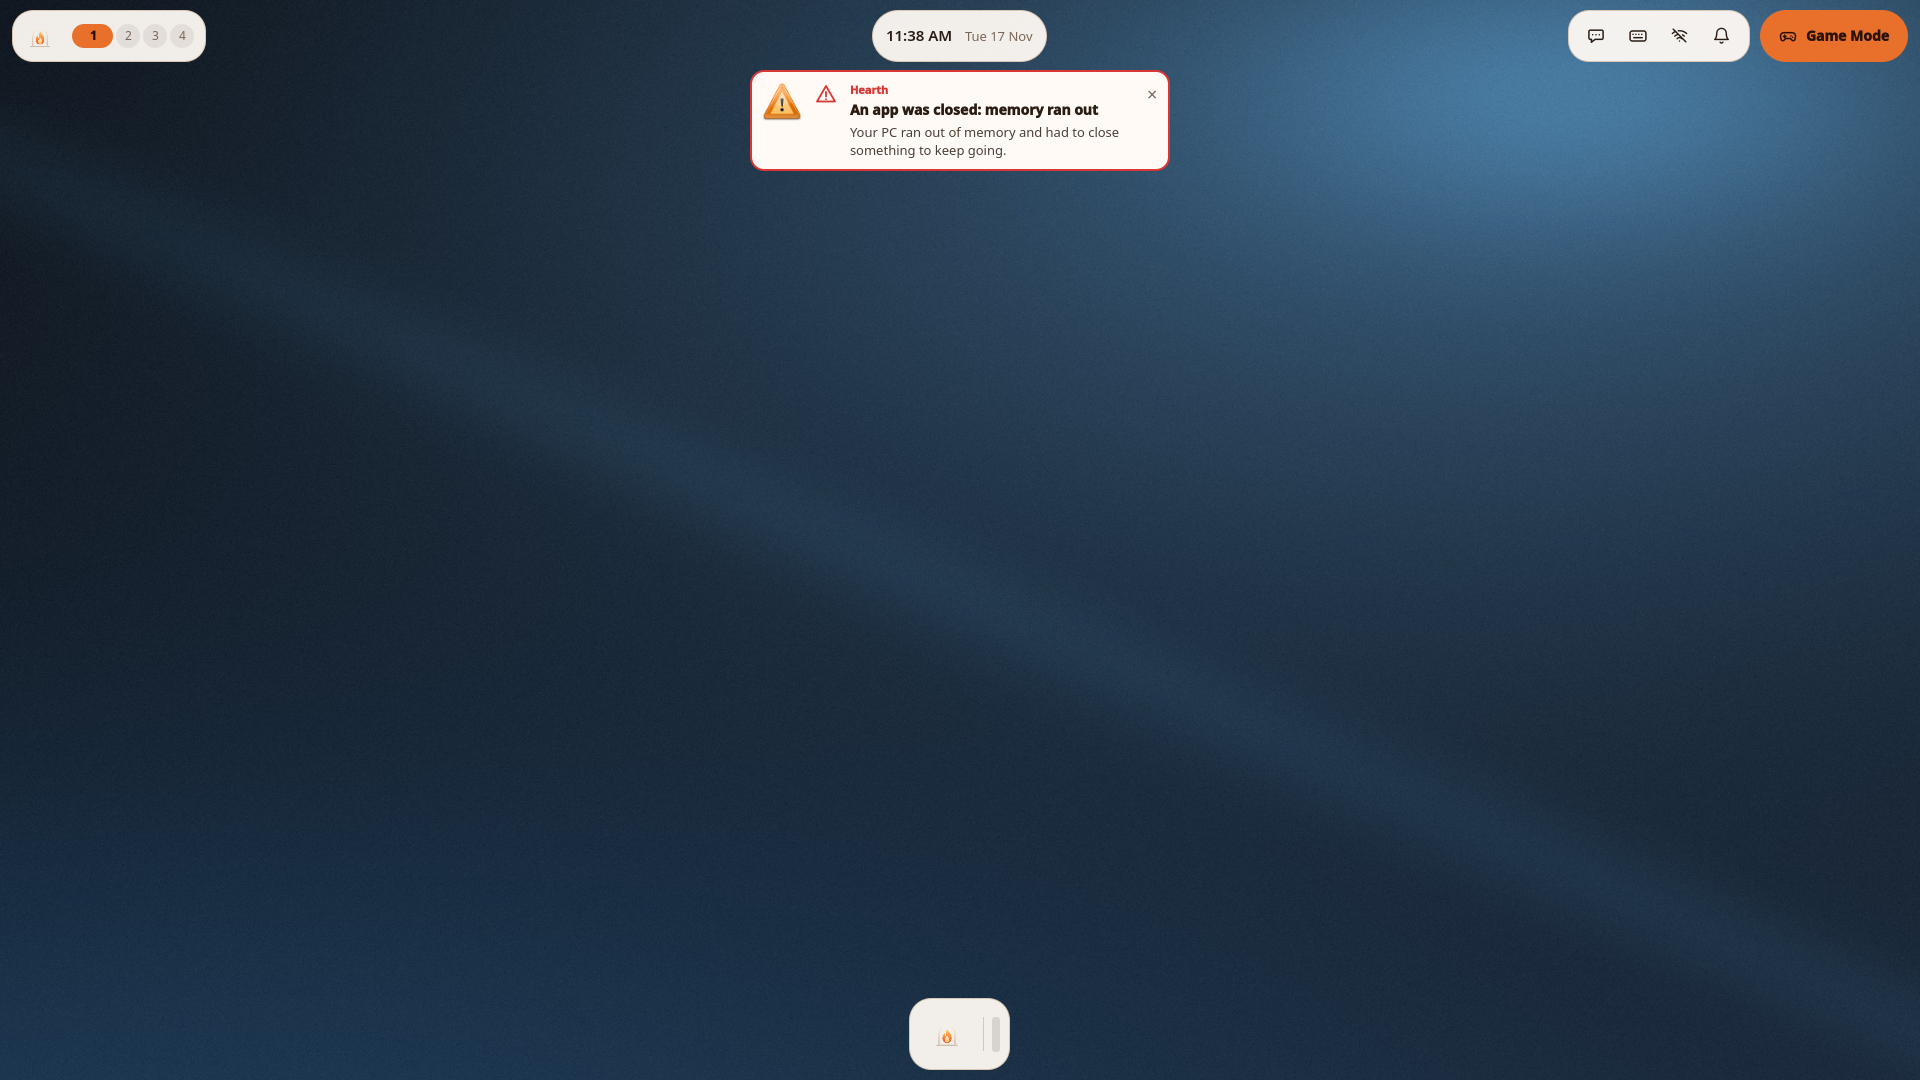 1 2 3 4
11:38 AM Tue 17 Nov
Game Mode
Hearth
An app was closed: memory ran out
Your PC ran out of memory and had to close
something to keep going.